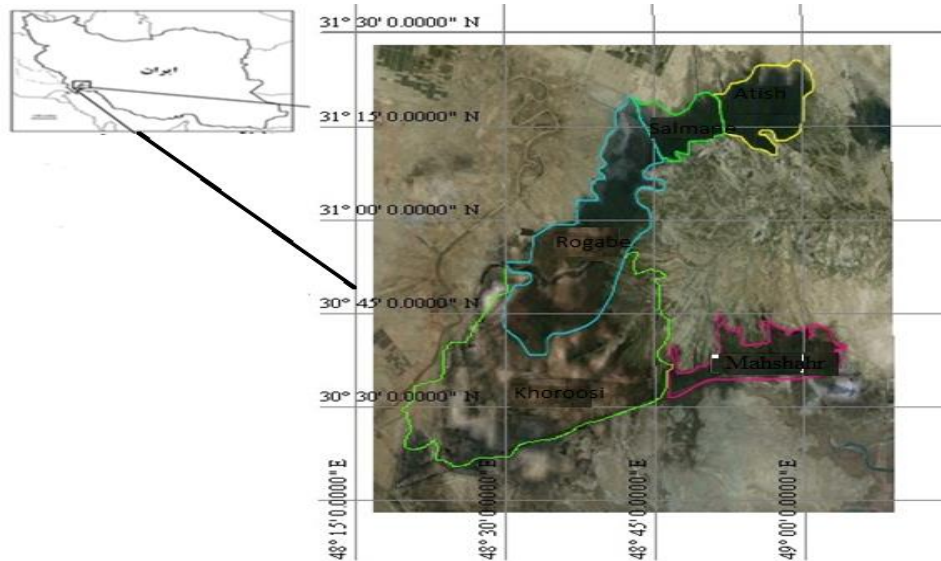 ایران
31° 30' 0.0000" N
31° 15' 0.0000" N
31° 00' 0.0000" N
30° 45' 0.0000" N
30° 30' 0.0000" N
Atish
Salmana
Rogabe
Mahshahr
Khoroosi
48° 15' 0.0000" E
48° 30' 0.0000" E
48° 45' 0.0000" E
49° 00' 0.0000" E